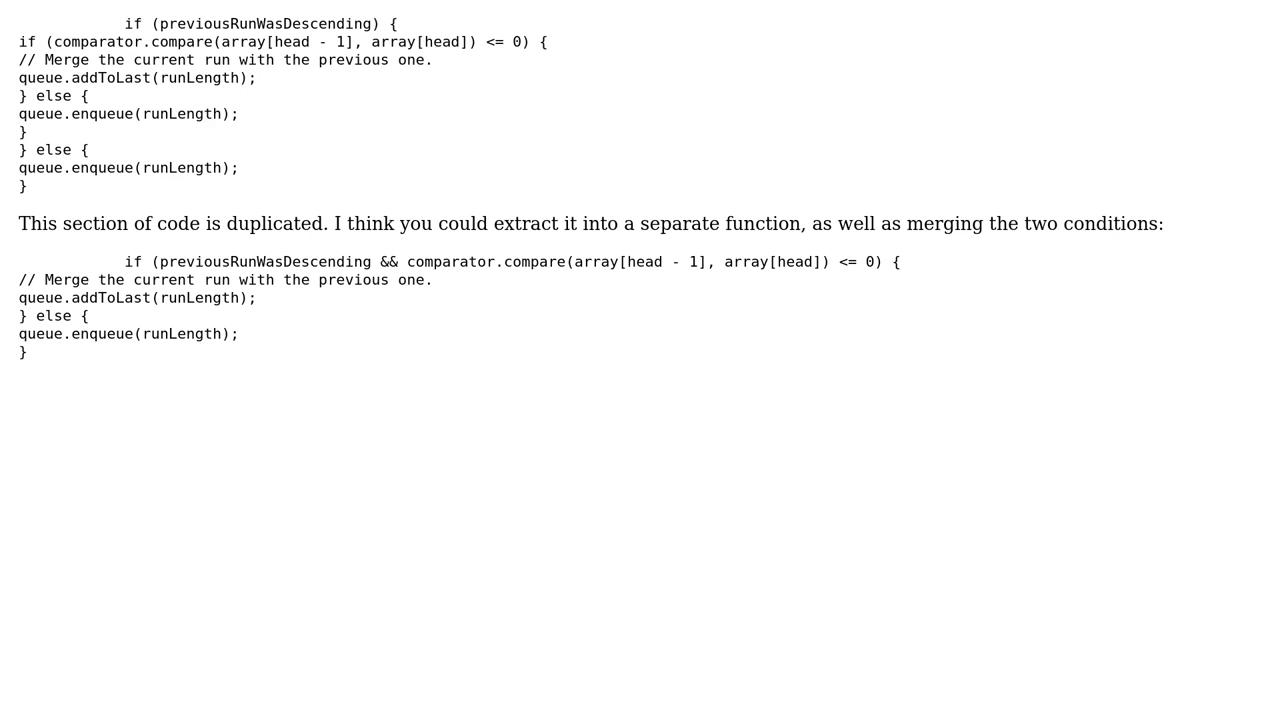 if (previousRunWasDescending) {
if (comparator.compare(array[head - 1], array[head]) <= 0) {
// Merge the current run with the previous one.
queue.addToLast(runLength);
} else {
queue.enqueue(runLength);
}
} else {
queue.enqueue(runLength);
}
This section of code is duplicated. I think you could extract it into a separate function, as well as merging the two conditions:
if (previousRunWasDescending && comparator.compare(array[head - 1], array[head]) <= 0) {
// Merge the current run with the previous one.
queue.addToLast(runLength);
} else {
queue.enqueue(runLength);
}